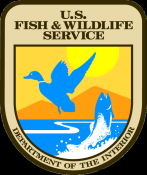 U.S.
FISH & WILDLIFE
SERVICE
DEPARTMENT OF THE INTERIOR